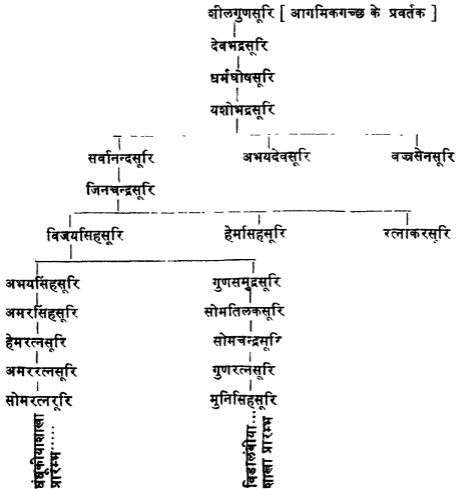 शीलगुणसूरि [ आगमिकगच्छ के प्रवर्तक ]
देवभद्रसूरि
धर्मघोषसूरि
यशोभद्रसूरि
सर्वानन्दसूरि अभयदेवसूरि वज्रसेनसूरि
जिनचन्द्रसूरि
विजयसिंहसूरि हेमसिंहसूरि रत्नाकरसूरि
अभयसिंहसूरि गुणसमुद्रसूरि
अमरसिंहसूरि सोमतिलकसूरि
हेमरत्नसूरि सोमचन्द्रसूरि
अमररत्नसूरि गुणरत्नसूरि
सोमरत्नसूरि मुनिसिंहसूरि
धंधूकीयाशाखा......
प्रारम्भ
विडालंबीया...
शाखा प्रारम्भ